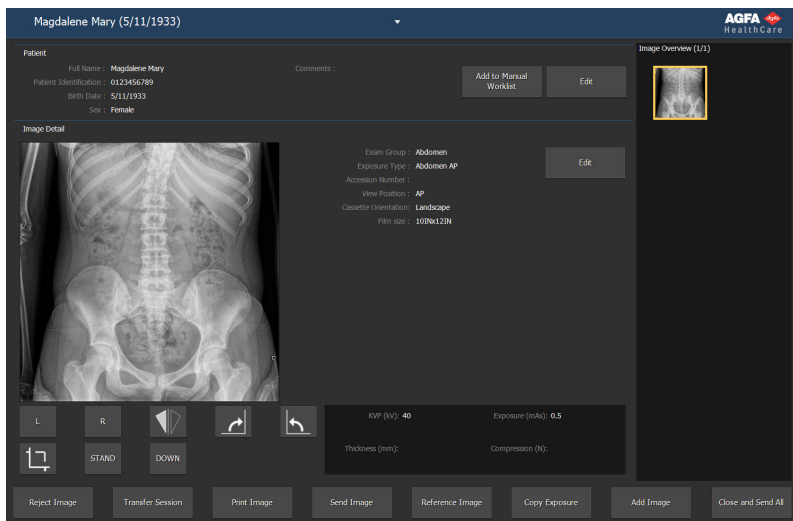 Magdalene Mary (5/11/1933)
AGFA
HealthCare
Patient
Full Name : Magdalene Mary
Comments :
Patient Identification : 0123456789
Birth Date : 5/11/1933
Sex : Female
Add to Manual
Worklist
Edit
Image Overview (1/1)
Image Detail
Exam Group : Abdomen
Exposure Type : Abdomen AP
Accession Number :
View Position : AP
Cassette Orientation: Landscape
Film size : 10INx12IN
Edit
L
R
STAND
DOWN
KVP (kV): 40
Exposure (mAs): 0.5
Thickness (mm):
Compression (N):
Reject Image
Transfer Session
Print Image
Send Image
Reference Image
Copy Exposure
Add Image
Close and Send All